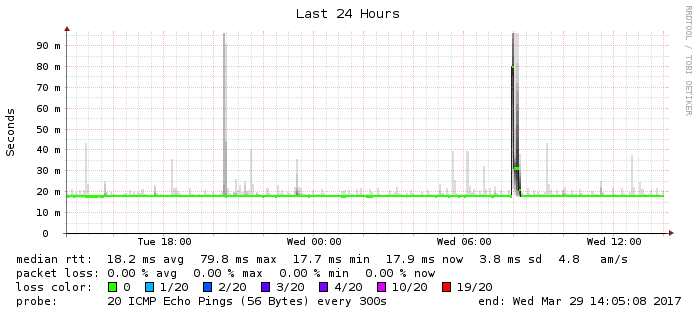 Last 24 Hours
RRDTOOL / TOBI OETIKER
Seconds
90 m
80 m
70 m
60 m
50 m
40 m
30 m
20 m
10 m
0
Tue 18:00 Wed 00:00 Wed 06:00 Wed 12:00
median rtt: 18.2 ms avg 79.8 ms max 17.7 ms min 17.9 ms now 3.8 ms sd 4.8 am/s
packet loss: 0.00 % avg 0.00 % max 0.00 % min 0.00 % now
loss color: 0 1/20 2/20 3/20 4/20 10/20 19/20
probe: 20 ICMP Echo Pings (56 Bytes) every 300s end: Wed Mar 29 14:05:08 2017